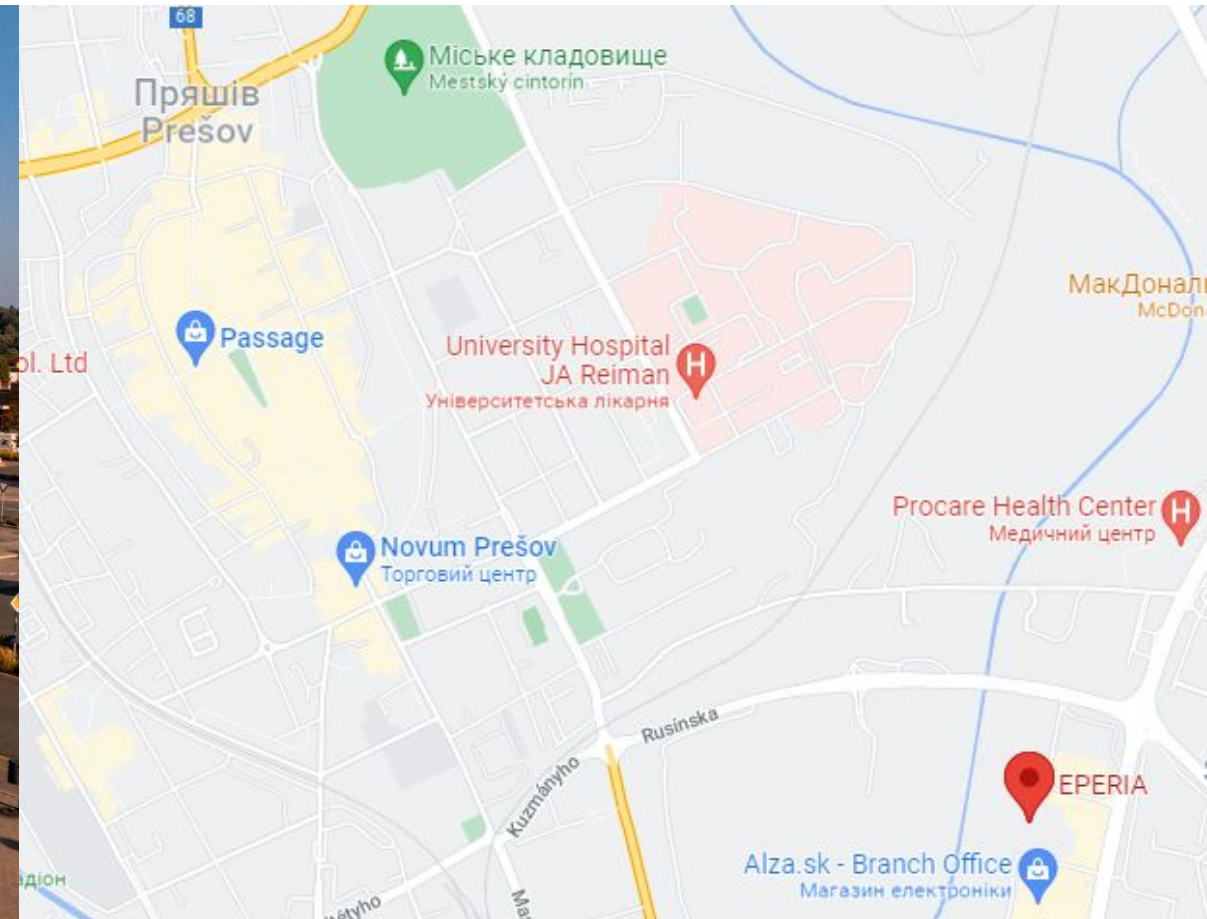 68
Міське кладовище
Mestský cintorín
Пряшів
Prešov
МакДональ
McDon
Passage
ol. Ltd
University Hospital
JA Reiman
Університетська лікарня
Procare Health Center
Медичний центр
Novum Prešov
Торговий центр
Rusínska
Kuzmányho
EPERIA
Alza.sk - Branch Office
Магазин електроніки
адіон
Ma